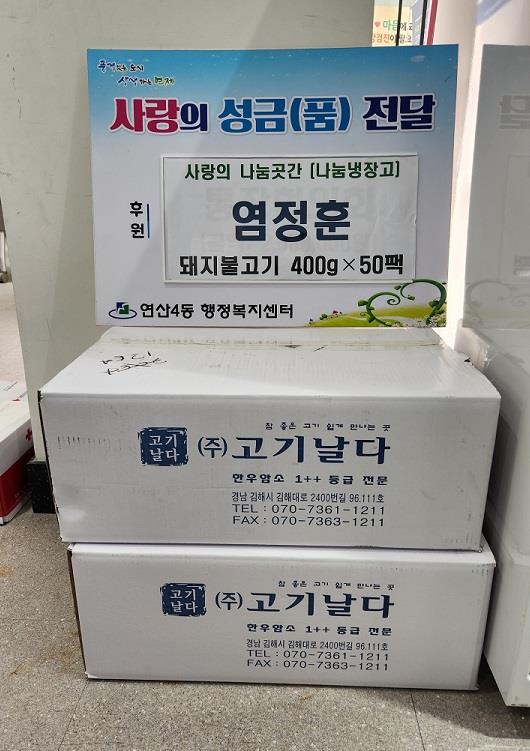 사랑의 성금(품) 전달
사랑의 나눔곳간 [나눔냉장고]
후원
염정훈
돼지불고기 400g×50팩
연산4동 행정복지센터
고기날다
참 좋은 고기 쉽게 만나는 곳
(주)고기날다
한우암소 1++ 등급 전문
경남 김해시 김해대로 2400번길 96.111호
TEL : 070-7361-1211
FAX : 070-7363-1211
고기날다
참 좋은 고기 쉽게 만나는 곳
(주)고기날다
한우암소 1++ 등급 전문
경남 김해시 김해대로 2400번길 96.111호
TEL : 070-7361-1211
FAX : 070-7363-1211